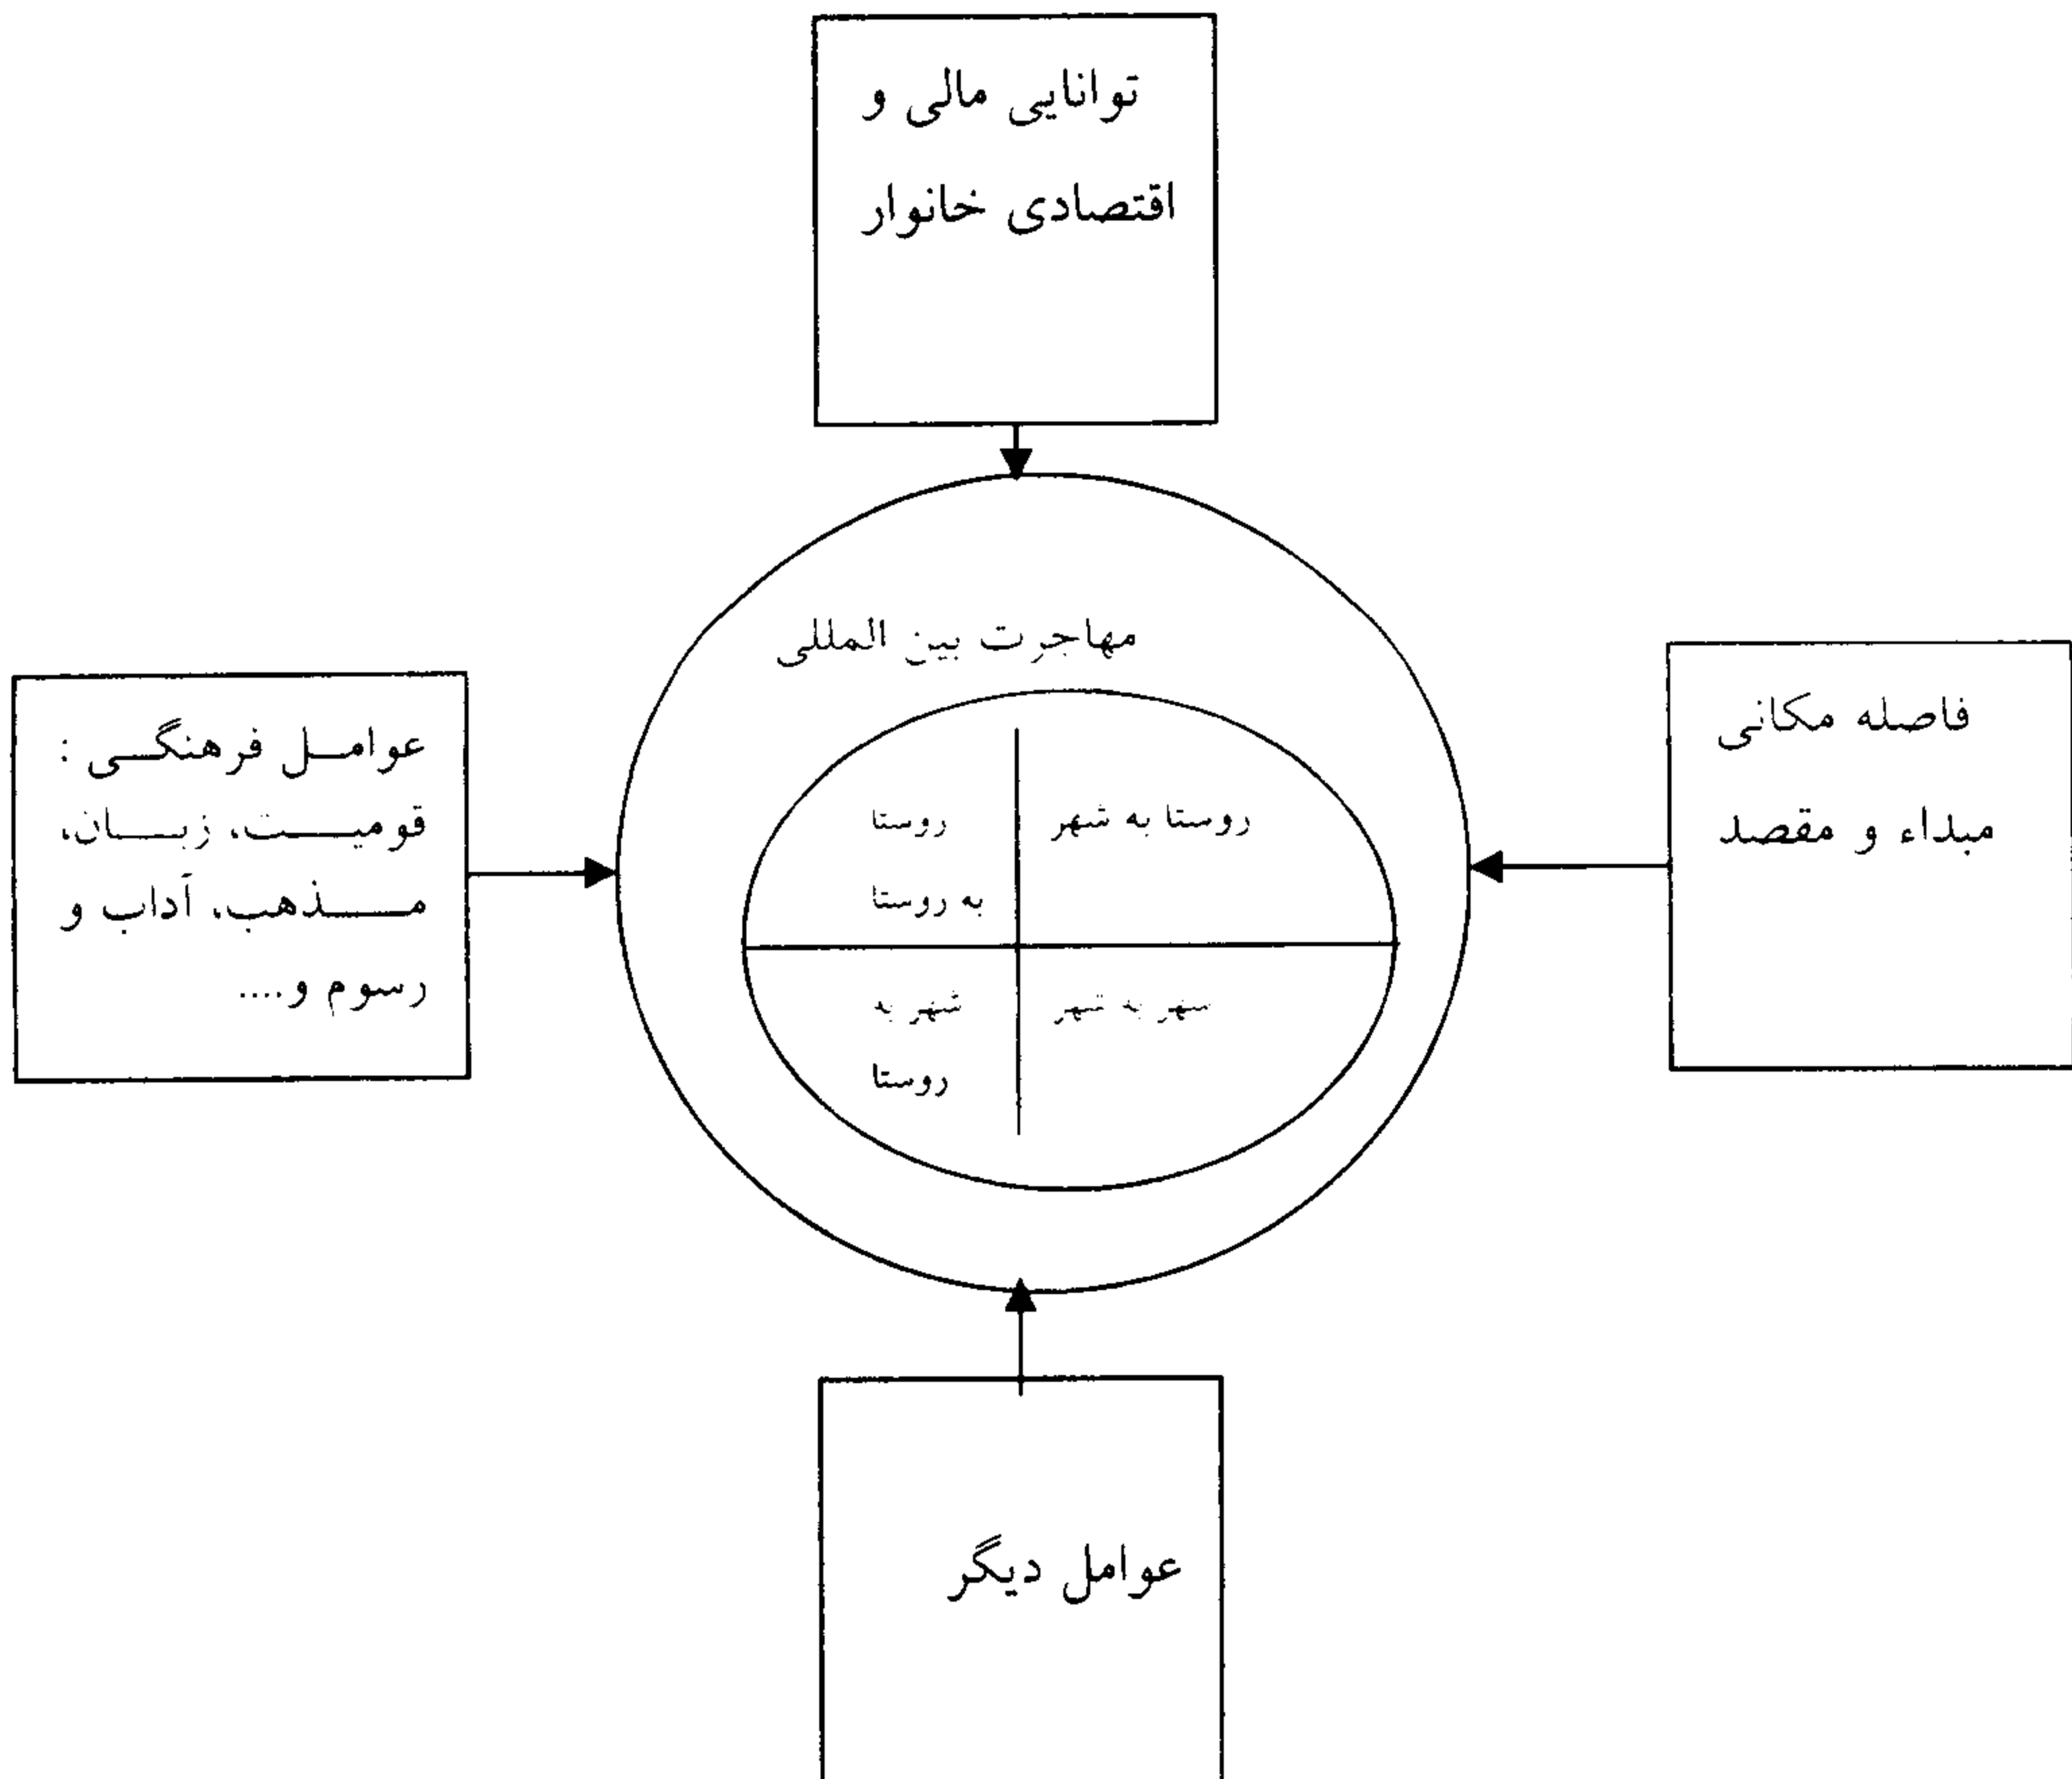 توانایی مالی و
اقتصادی خانوار
مهاجرت بین المللی
فاصله مکانی
مبداء و مقصد
عوامل فرهنگی :
قومیت، زبان،
مذهب، آداب و
رسوم و....
روستا به شهر
روستا
به روستا
شهر به شهر
شهر به
روستا
عوامل دیگر